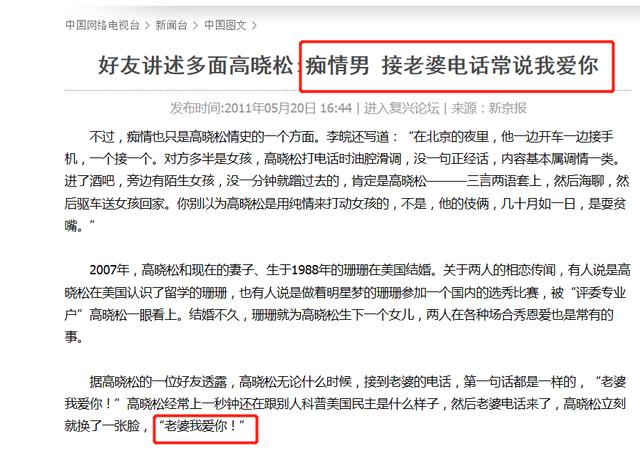 中国网络电视台 > 新闻台 > 中国图文 >
好友讲述多面高晓松:痴情男 接老婆电话常说我爱你
发布时间:2011年05月20日 16:44 | 进入复兴论坛 | 来源：新京报
不过，痴情也只是高晓松情史的一个方面。李皖还写道：“在北京的夜里，他一边开车一边接手
机，一个接一个。对方多半是女孩，高晓松打电话时油腔滑调，没一句正经话，内容基本属调情一类。
进了酒吧，旁边有陌生女孩，没一分钟就蹭过去的，肯定是高晓松———三言两语套上，然后海聊，然
后驱车送女孩回家。你别以为高晓松是用纯情来打动女孩的，不是，他的伎俩，几十月如一日，是耍贫
嘴。”
2007年，高晓松和现在的妻子、生于1988年的珊珊在美国结婚。关于两人的相恋传闻，有人说是高
晓松在美国认识了留学的珊珊，也有人说是做着明星梦的珊珊参加一个国内的选秀比赛，被“评委专业
户”高晓松一眼看上。结婚不久，珊珊就为高晓松生下一个女儿，两人在各种场合秀恩爱也是常有的
事。
据高晓松的一位好友透露，高晓松无论什么时候，接到老婆的电话，第一句话都是一样的，“老婆
我爱你！”高晓松经常上一秒钟还在跟别人科普美国民主是什么样子，然后老婆电话来了，高晓松立刻
就换了一张脸，“老婆我爱你！”